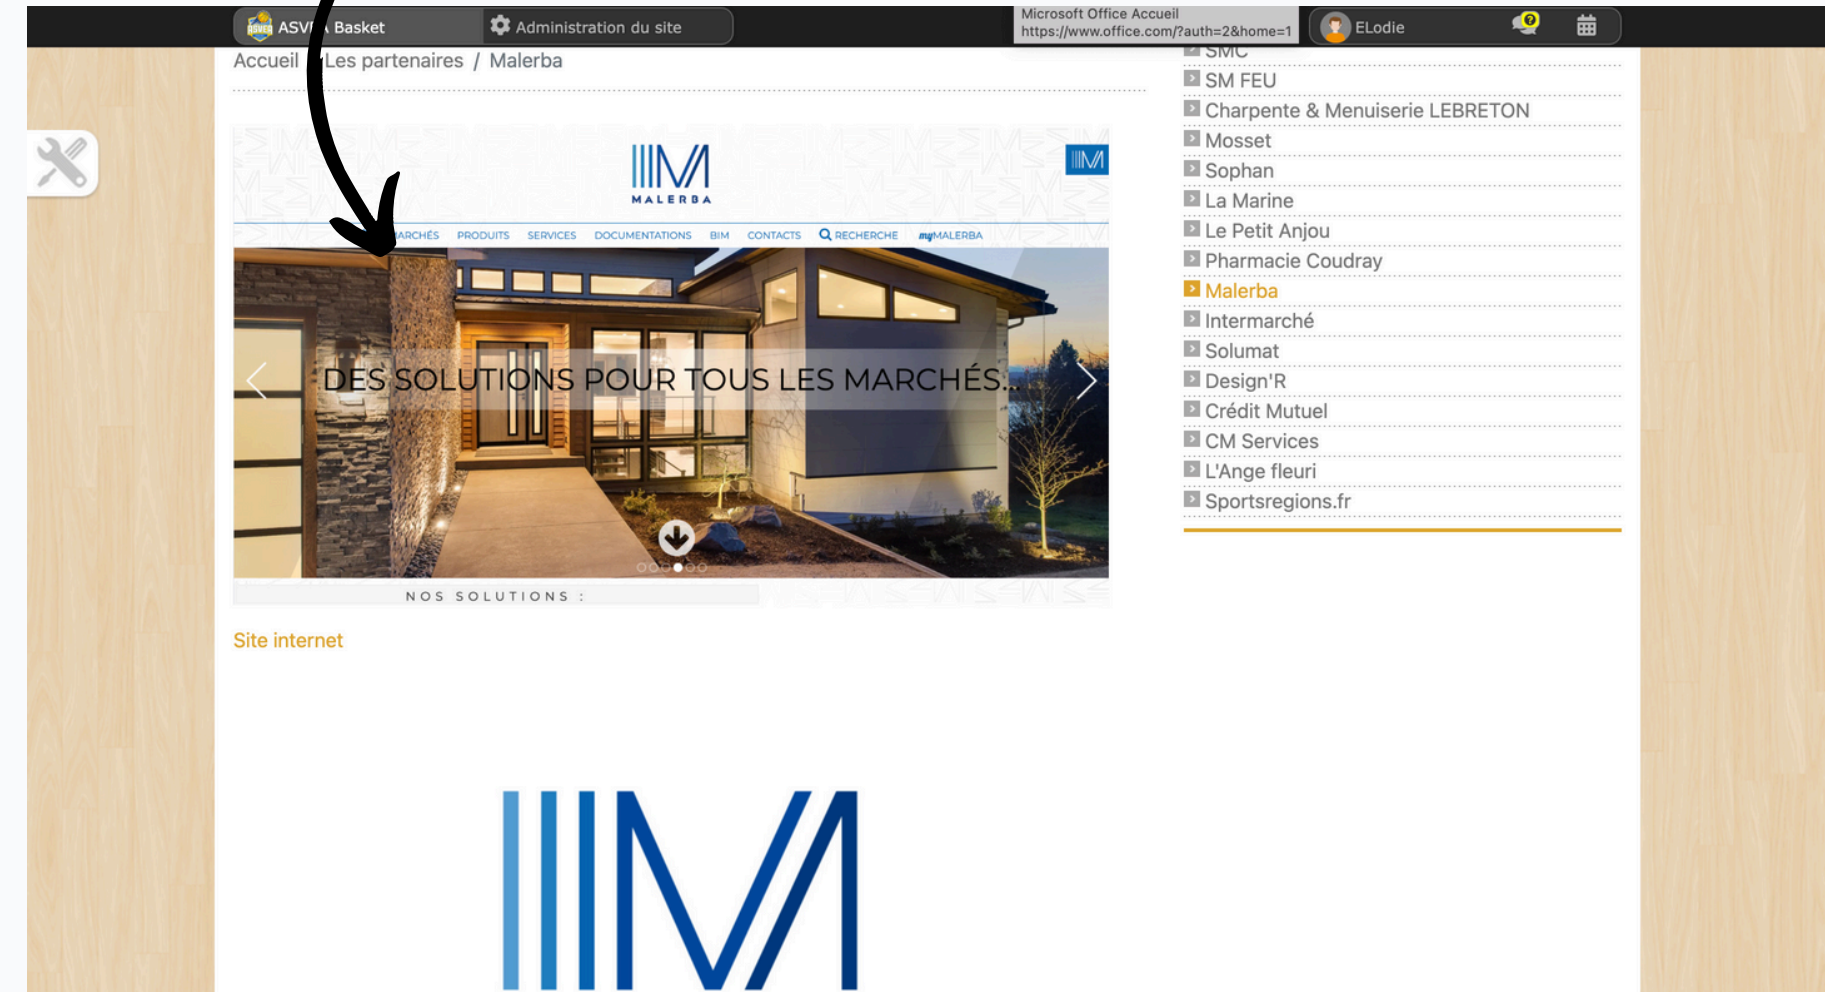 ASVEA Basket
Administration du site
Microsoft Office Accueil
https://www.office.com/?auth=2&home=1
ELodie
Accueil / Les partenaires / Malerba
MALERBA
MARCHÉS PRODUITS SERVICES DOCUMENTATIONS BIM CONTACTS RECHERCHE myMALERBA
DES SOLUTIONS POUR TOUS LES MARCHÉS...
NOS SOLUTIONS :
Site internet
SMC
SM FEU
Charpente & Menuiserie LEBRETON
Mosset
Sophan
La Marine
Le Petit Anjou
Pharmacie Coudray
Malerba
Intermarché
Solumat
Design'R
Crédit Mutuel
CM Services
L'Ange fleuri
Sportsregions.fr